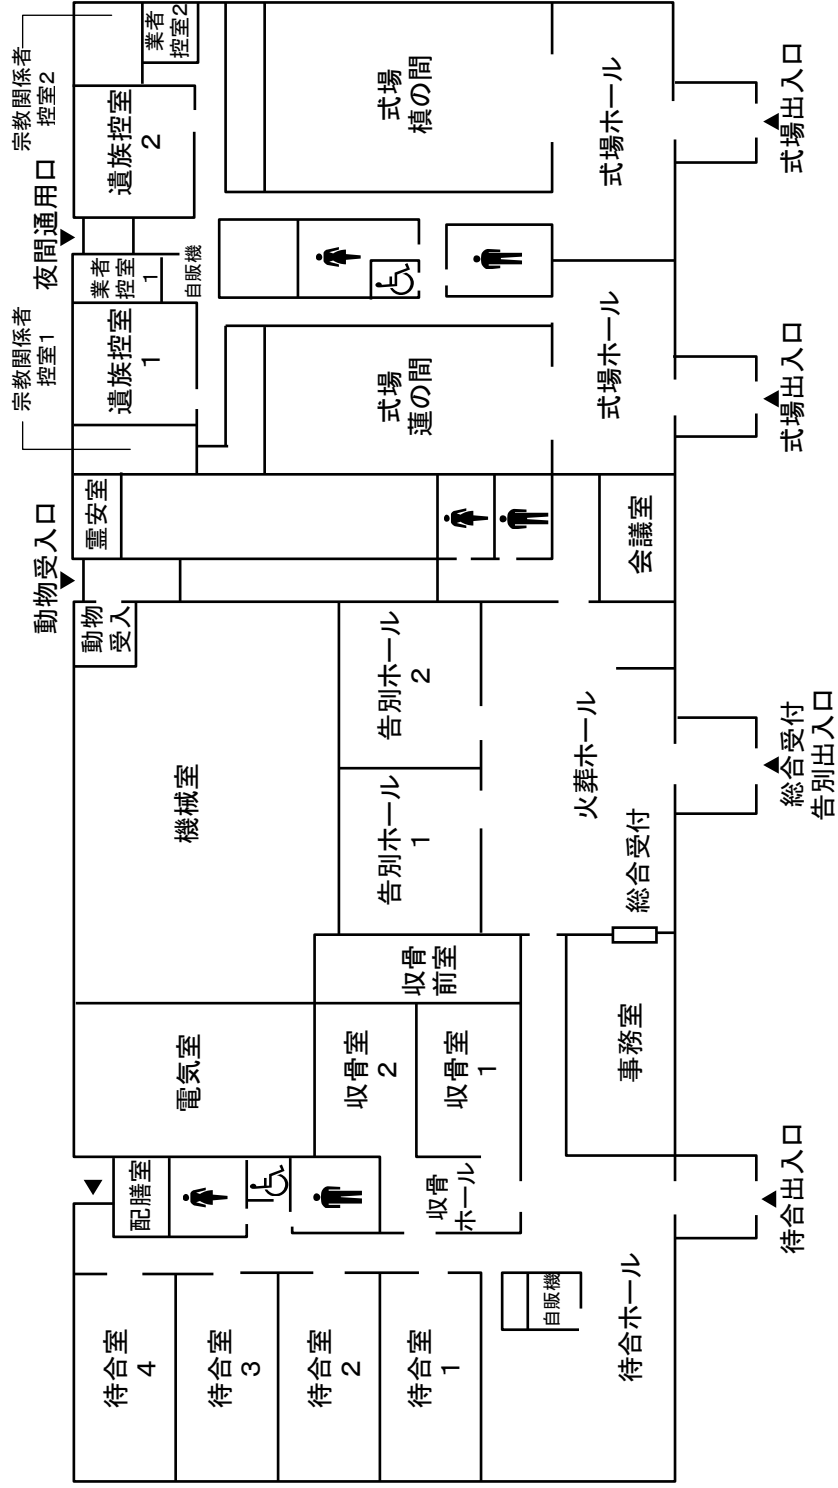 動物受入口
宗教関係者
控室1
夜間通用口
宗教関係者
控室2
待合室
4
配膳室
動物
受入
霊安室
遺族控室
1
業者
控室
1
遺族控室
2
業者
控室2
電気室
機械室
自販機
待合室
3
待合室
2
待合室
1
収骨室
2
収骨室
1
収骨
ホール
収骨
前室
告別ホール
1
告別ホール
2
式場
蓮の間
式場
槙の間
自販機
待合ホール
事務室
総合受付
火葬ホール
会議室
式場ホール
式場ホール
待合出入口
総合受付
告別出入口
式場出入口
式場出入口